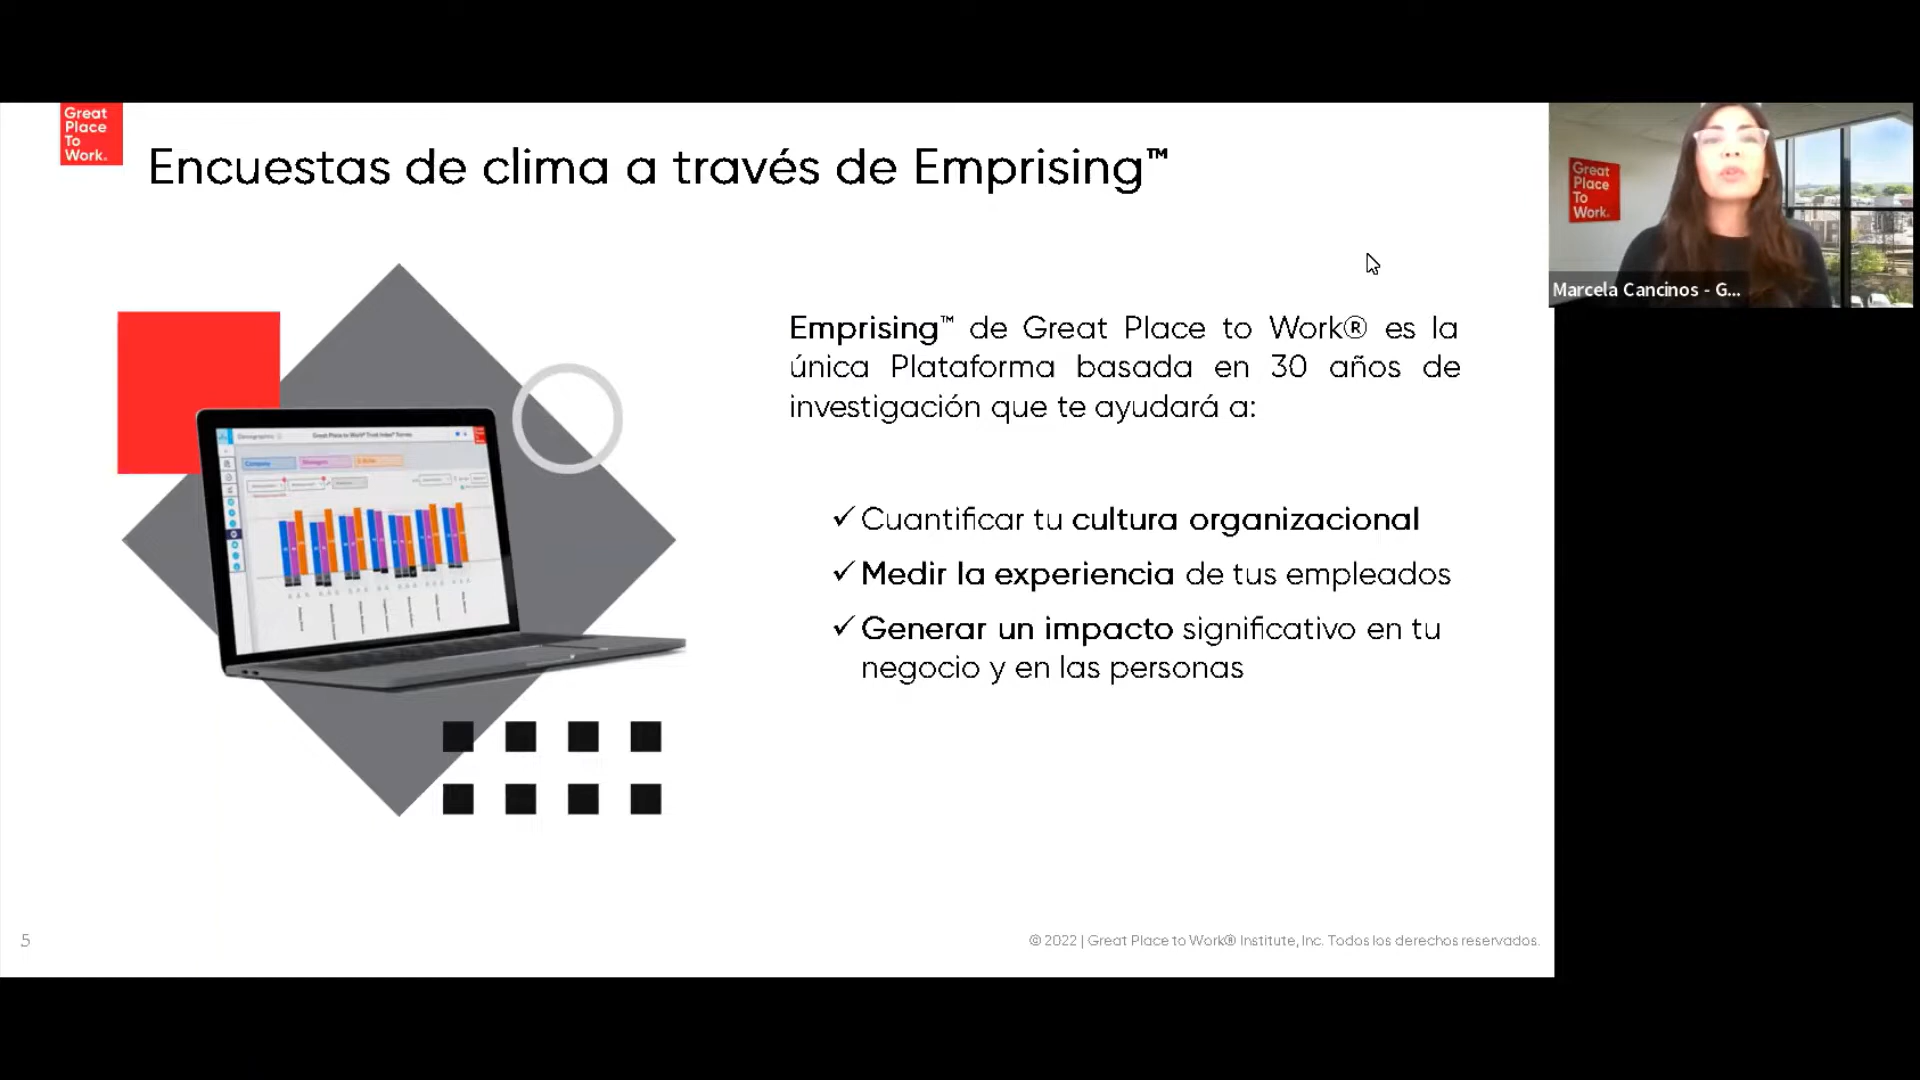 Great
Place
To
Work.
Encuestas de clima a través de Emprising™
Great
Place
To
Work.
Marcela Cancinos - G...
Emprising™ de Great Place to Work® es la
única Plataforma basada en 30 años de
investigación que te ayudará a:
✓ Cuantificar tu cultura organizacional
✓ Medir la experiencia de tus empleados
✓ Generar un impacto significativo en tu
negocio y en las personas
5
© 2022 | Great Place to Work® Institute, Inc. Todos los derechos reservados.